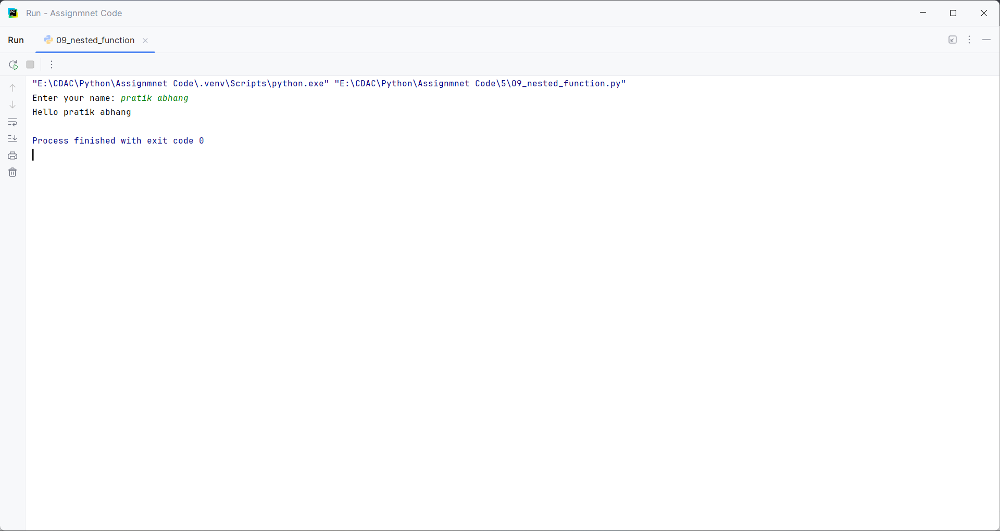 Run - Assignmnet Code
Run 09_nested_function
"E:\CDAC\Python\Assignmnet Code\.venv\Scripts\python.exe" "E:\CDAC\Python\Assignmnet Code\5\09_nested_function.py"
Enter your name: pratik abhang
Hello pratik abhang
Process finished with exit code 0